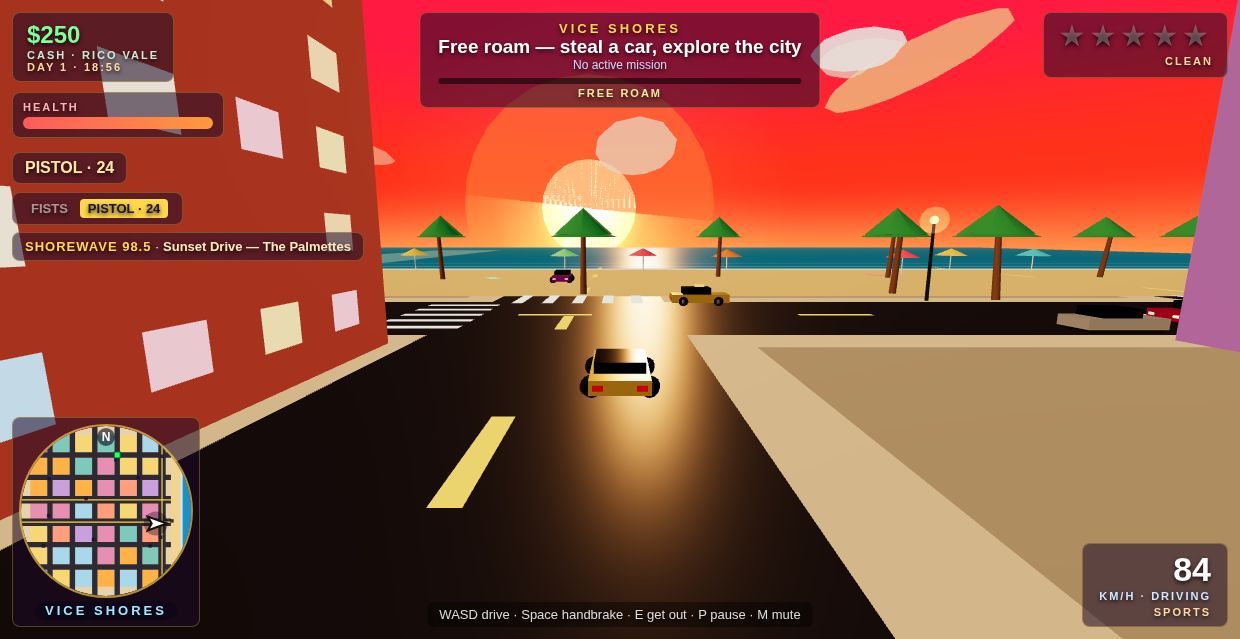 $250
CASH · RICO VALE
DAY 1 · 18:56
HEALTH
PISTOL · 24
FISTS PISTOL · 24
SHOREWAVE 98.5 · Sunset Drive — The Palmettes
VICE SHORES
Free roam — steal a car, explore the city
No active mission
FREE ROAM
★★★★★
CLEAN
N
VICE SHORES
WASD drive · Space handbrake · E get out · P pause · M mute
84
KM/H · DRIVING
SPORTS